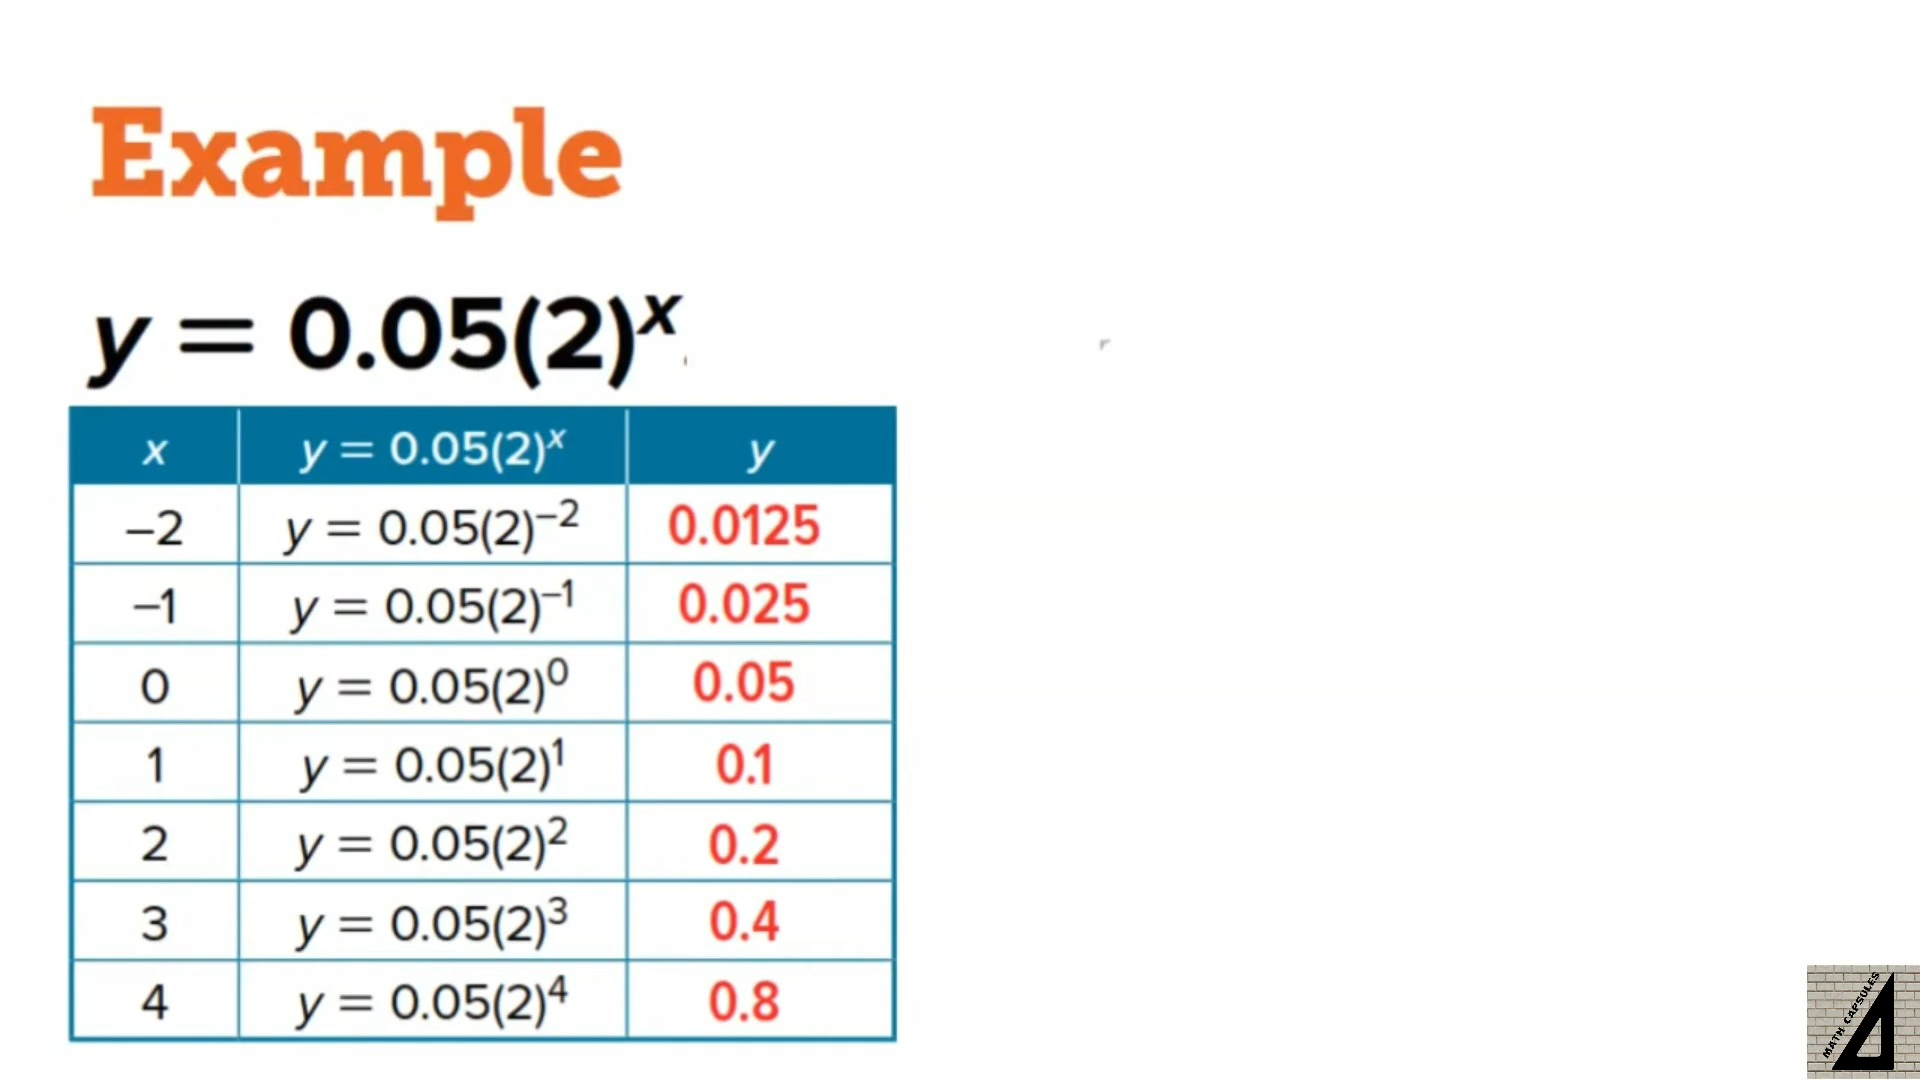 Example
y = 0.05(2)ˣ
x y = 0.05(2)ˣ y
–2 y = 0.05(2)⁻² 0.0125
–1 y = 0.05(2)⁻¹ 0.025
0 y = 0.05(2)⁰ 0.05
1 y = 0.05(2)¹ 0.1
2 y = 0.05(2)² 0.2
3 y = 0.05(2)³ 0.4
4 y = 0.05(2)⁴ 0.8
MATH CAPSULES